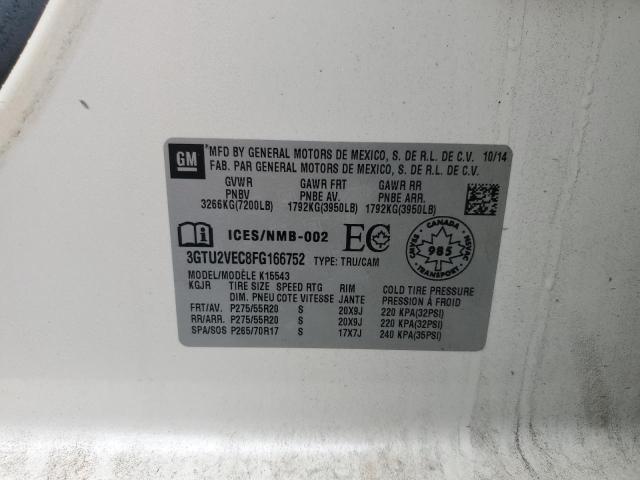 GM *MFD BY GENERAL MOTORS DE MEXICO, S. DE R.L. DE C.V. 10/14
FAB. PAR GENERAL MOTORS DE MEXICO, S. DE R.L. DE C.V.
GVWR GAWR FRT GAWR RR
PNBV PNBE AV. PNBE ARR.
3266KG(7200LB) 1792KG(3950LB) 1792KG(3950LB)
ICES/NMB-002 EC
CANADA
CMVSS 985 NSVAC
TRANSPORT
3GTU2VEC8FG166752 TYPE: TRU/CAM
MODEL/MODÈLE K15543
KGJR TIRE SIZE SPEED RTG RIM COLD TIRE PRESSURE
DIM. PNEU COTE VITESSE JANTE PRESSION À FROID
FRT/AV. P275/55R20 S 20X9J 220 KPA(32PSI)
RR/ARR. P275/55R20 S 20X9J 220 KPA(32PSI)
SPA/SOS P265/70R17 S 17X7J 240 KPA(35PSI)